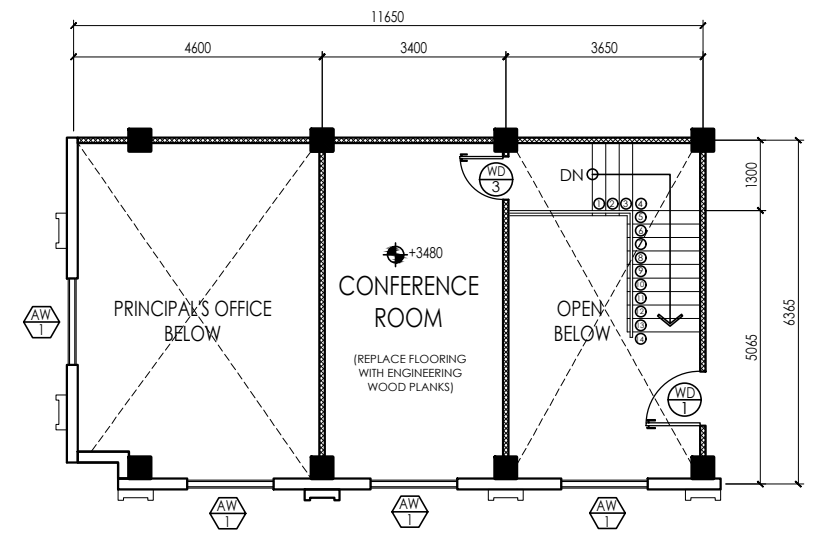 11650
4600
3400
3650
WD
3
DN
1
2
3
4
5
6
7
8
9
10
11
12
13
14
1300
+3480
CONFERENCE
ROOM
(REPLACE FLOORING
WITH ENGINEERING
WOOD PLANKS)
PRINCIPAL'S OFFICE
BELOW
OPEN
BELOW
AW
1
6365
5065
WD
1
AW
1
AW
1
AW
1